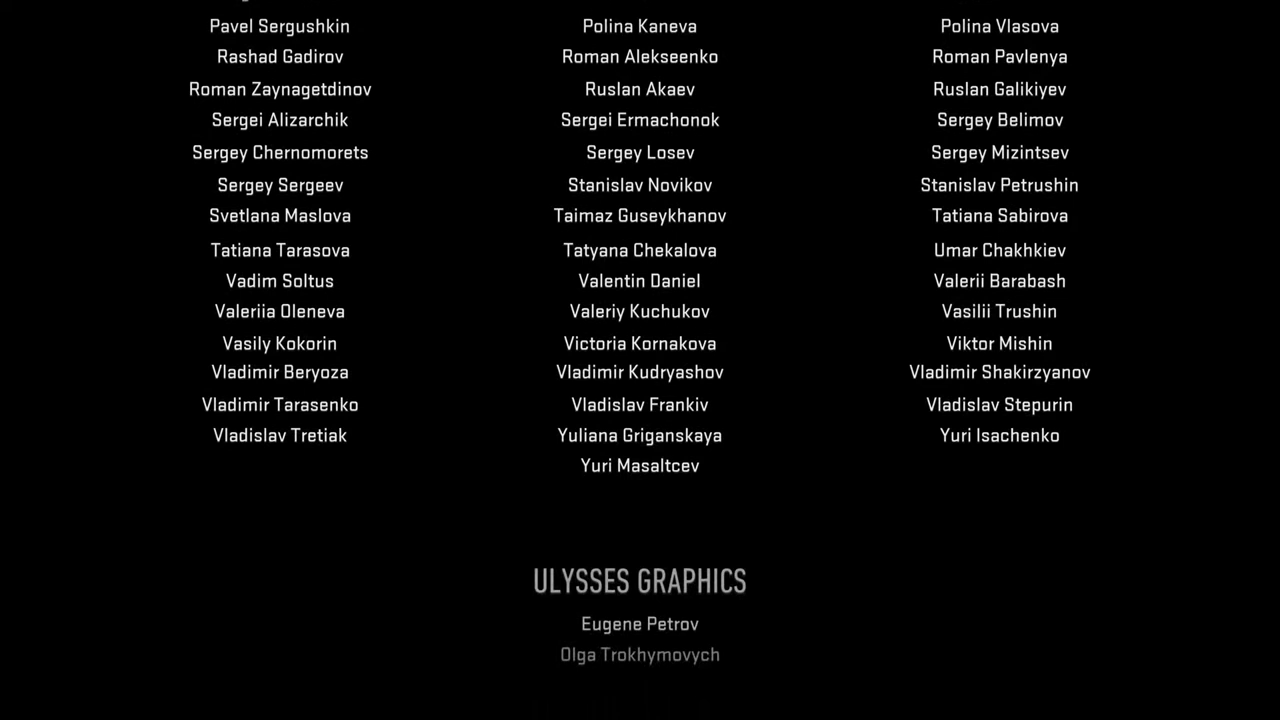 Pavel Sergushkin Polina Kaneva Polina Vlasova
Rashad Gadirov Roman Alekseenko Roman Pavlenya
Roman Zaynagetdinov Ruslan Akaev Ruslan Galikiyev
Sergei Alizarchik Sergei Ermachonok Sergey Belimov
Sergey Chernomorets Sergey Losev Sergey Mizintsev
Sergey Sergeev Stanislav Novikov Stanislav Petrushin
Svetlana Maslova Taimaz Guseykhanov Tatiana Sabirova
Tatiana Tarasova Tatyana Chekalova Umar Chakhkiev
Vadim Soltus Valentin Daniel Valerii Barabash
Valeriia Oleneva Valeriy Kuchukov Vasilii Trushin
Vasily Kokorin Victoria Kornakova Viktor Mishin
Vladimir Beryoza Vladimir Kudryashov Vladimir Shakirzyanov
Vladimir Tarasenko Vladislav Frankiv Vladislav Stepurin
Vladislav Tretiak Yuliana Griganskaya Yuri Isachenko
Yuri Masaltcev
ULYSSES GRAPHICS
Eugene Petrov
Olga Trokhymovych